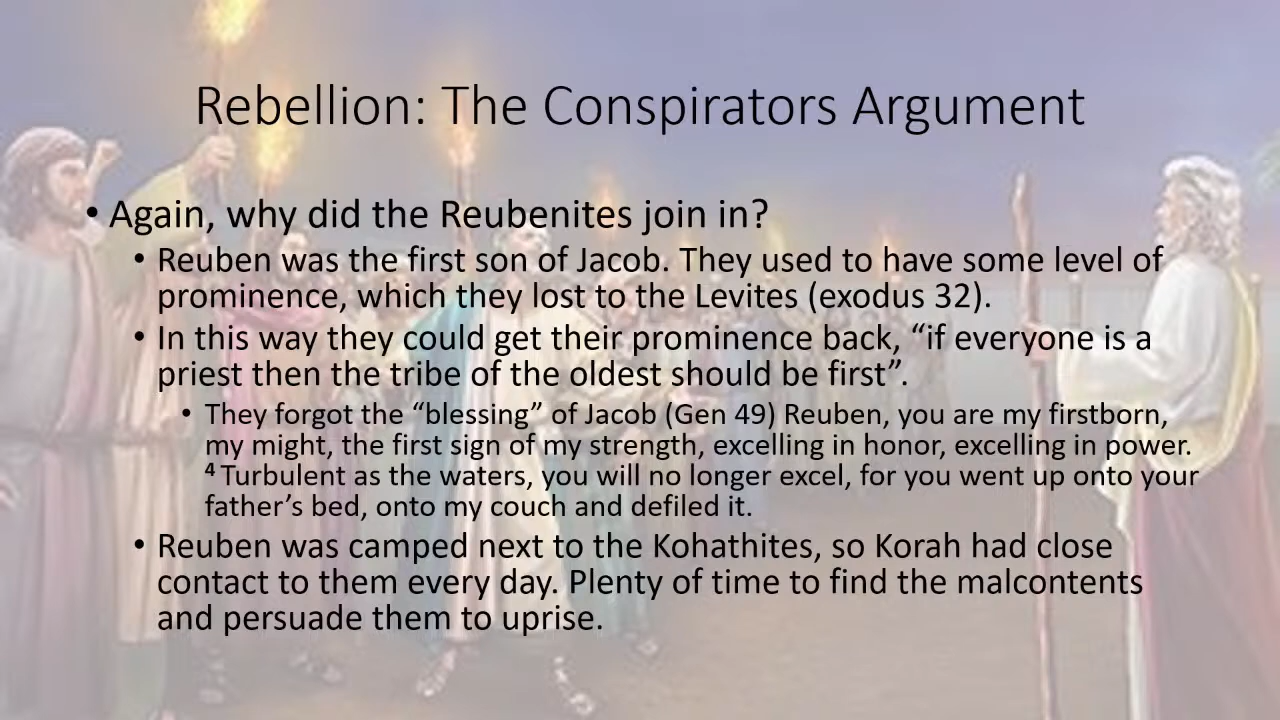 Rebellion: The Conspirators Argument
• Again, why did the Reubenites join in?
• Reuben was the first son of Jacob. They used to have some level of
prominence, which they lost to the Levites (exodus 32).
• In this way they could get their prominence back, “if everyone is a
priest then the tribe of the oldest should be first”.
• They forgot the “blessing” of Jacob (Gen 49) Reuben, you are my firstborn,
my might, the first sign of my strength, excelling in honor, excelling in power.
4 Turbulent as the waters, you will no longer excel, for you went up onto your
father’s bed, onto my couch and defiled it.
• Reuben was camped next to the Kohathites, so Korah had close
contact to them every day. Plenty of time to find the malcontents
and persuade them to uprise.